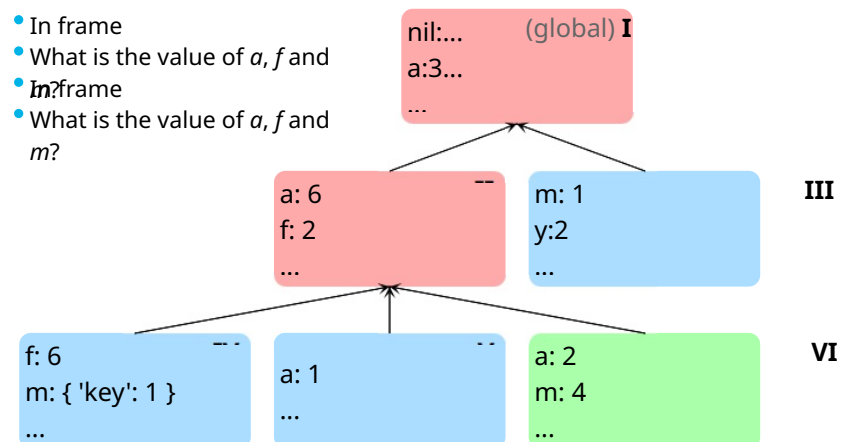 In frame
What is the value of a, f and
m?
In frame
What is the value of a, f and
m?
nil:... (global) I
a:3...
...
a: 6
f: 2
...
m: 1
y:2
...
III
f: 6
m: { 'key': 1 }
...
a: 1
...
a: 2
m: 4
...
VI